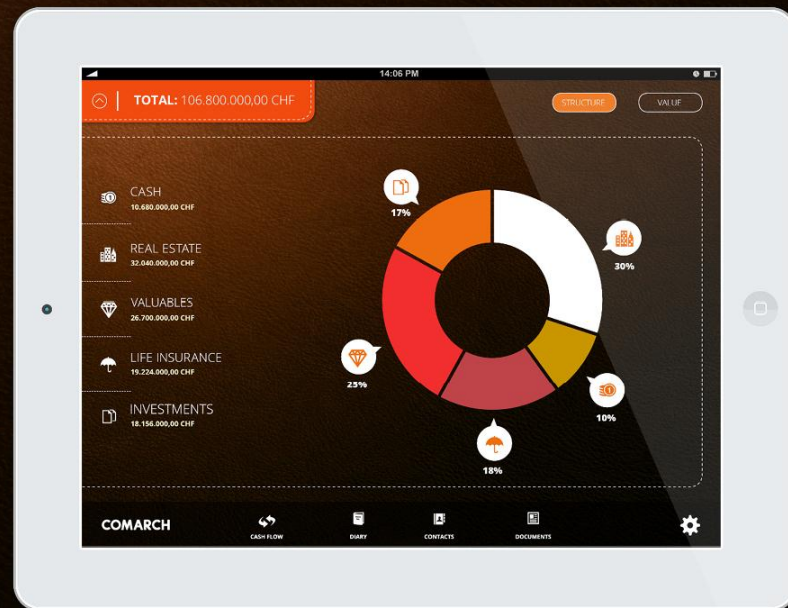 14:06 PM
TOTAL: 106.800.000,00 CHF
STRUCTURE
VALUE
CASH
10.680.000,00 CHF
REAL ESTATE
32.040.000,00 CHF
VALUABLES
26.700.000,00 CHF
LIFE INSURANCE
19.224.000,00 CHF
INVESTMENTS
18.156.000,00 CHF
17%
30%
25%
10%
18%
COMARCH
CASH FLOW
DIARY
CONTACTS
DOCUMENTS